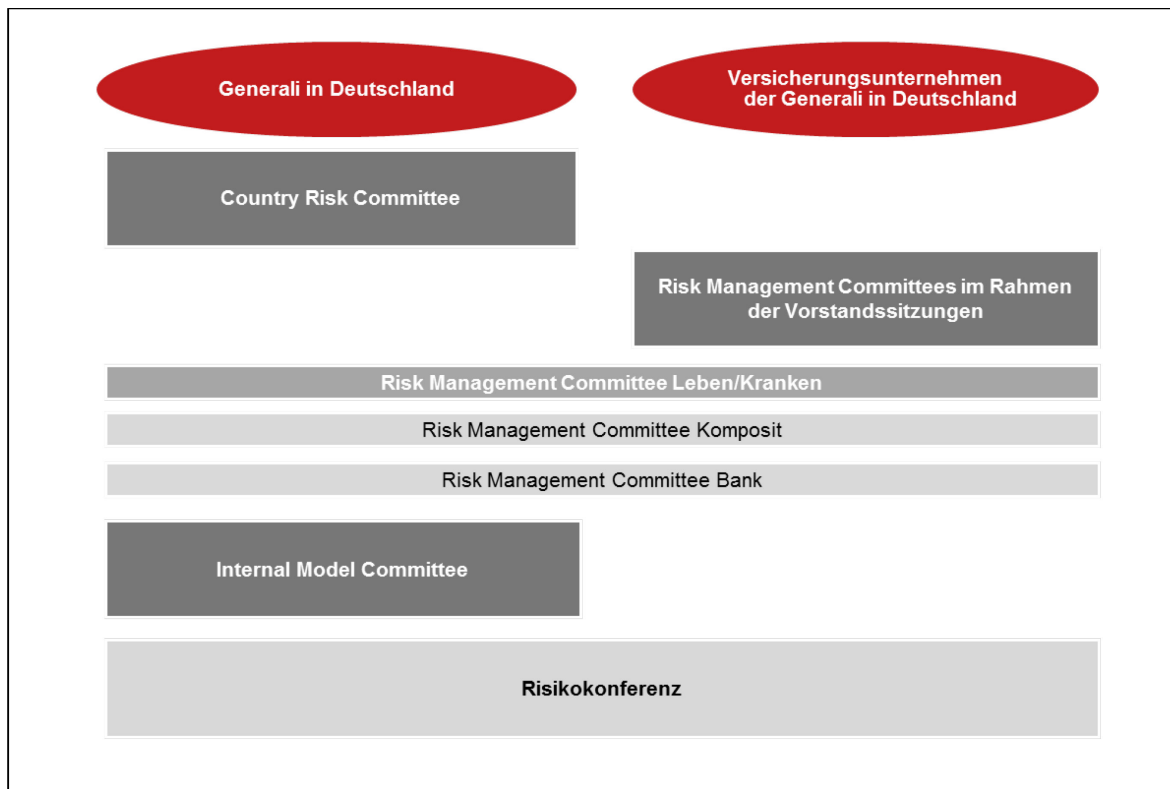 Generali in Deutschland
Versicherungsunternehmen
der Generali in Deutschland
Country Risk Committee
Risk Management Committees im Rahmen
der Vorstandssitzungen
Risk Management Committee Leben/Kranken
Risk Management Committee Komposit
Risk Management Committee Bank
Internal Model Committee
Risikokonferenz